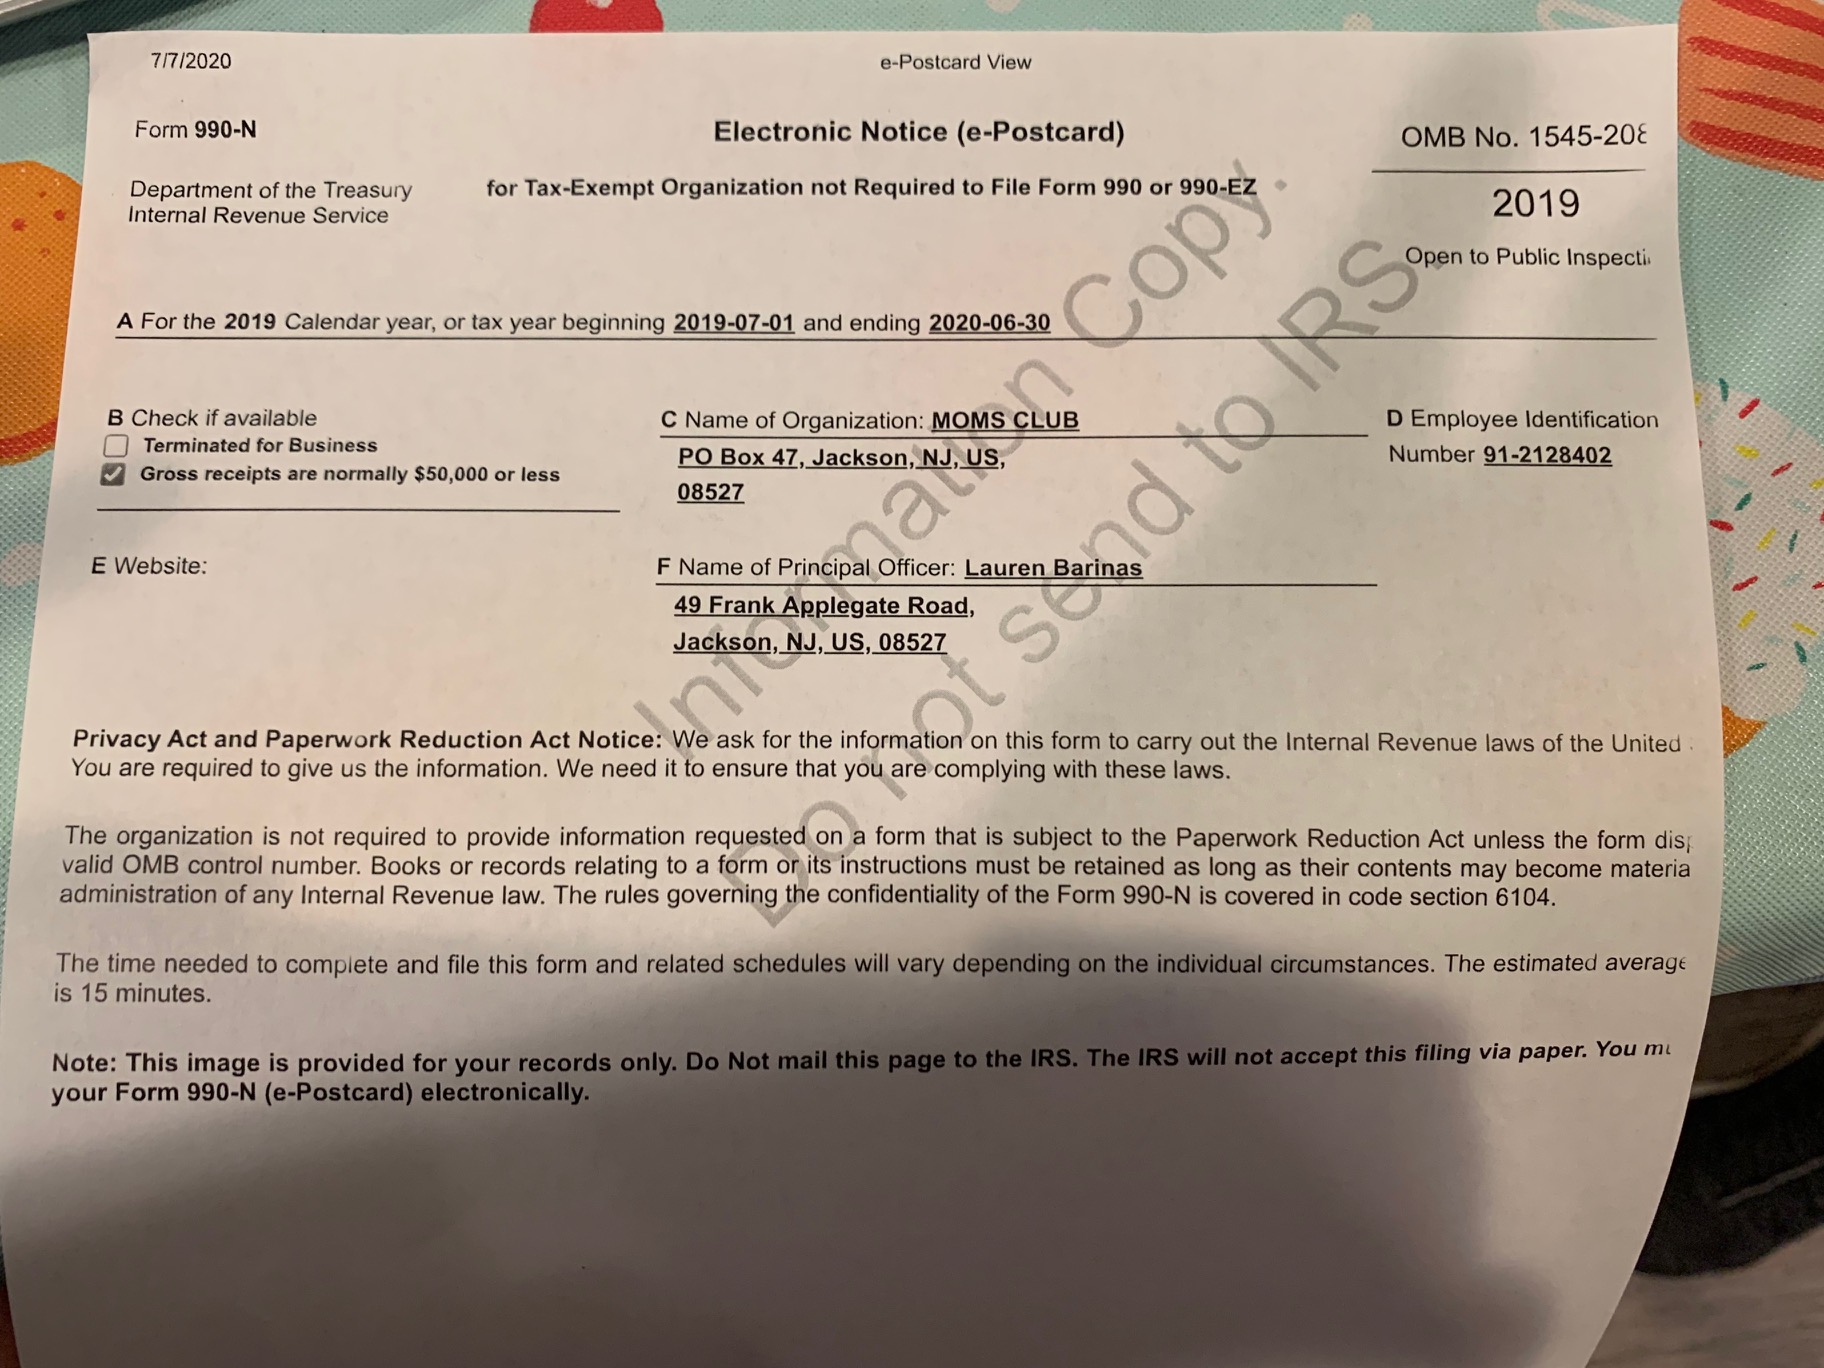 7/7/2020
e-Postcard View
Form 990-N
Electronic Notice (e-Postcard)
OMB No. 1545-208
Department of the Treasury
Internal Revenue Service
for Tax-Exempt Organization not Required to File Form 990 or 990-EZ
2019
Open to Public Inspecti
A For the 2019 Calendar year, or tax year beginning 2019-07-01 and ending 2020-06-30
B Check if available
Terminated for Business
Gross receipts are normally $50,000 or less
C Name of Organization: MOMS CLUB
PO Box 47, Jackson, NJ, US,
08527
D Employee Identification
Number 91-2128402
E Website:
F Name of Principal Officer: Lauren Barinas
49 Frank Applegate Road,
Jackson, NJ, US, 08527
Information Copy.
Do not send to IRS.
Privacy Act and Paperwork Reduction Act Notice: We ask for the information on this form to carry out the Internal Revenue laws of the United
You are required to give us the information. We need it to ensure that you are complying with these laws.
The organization is not required to provide information requested on a form that is subject to the Paperwork Reduction Act unless the form
valid OMB control number. Books or records relating to a form or its instructions must be retained as long as their contents may become materia
administration of any Internal Revenue law. The rules governing the confidentiality of the Form 990-N is covered in code section 6104.
The time needed to complete and file this form and related schedules will vary depending on the individual circumstances. The estimated average
is 15 minutes.
Note: This image is provided for your records only. Do Not mail this page to the IRS. The IRS will not accept this filing via paper. You
your Form 990-N (e-Postcard) electronically.